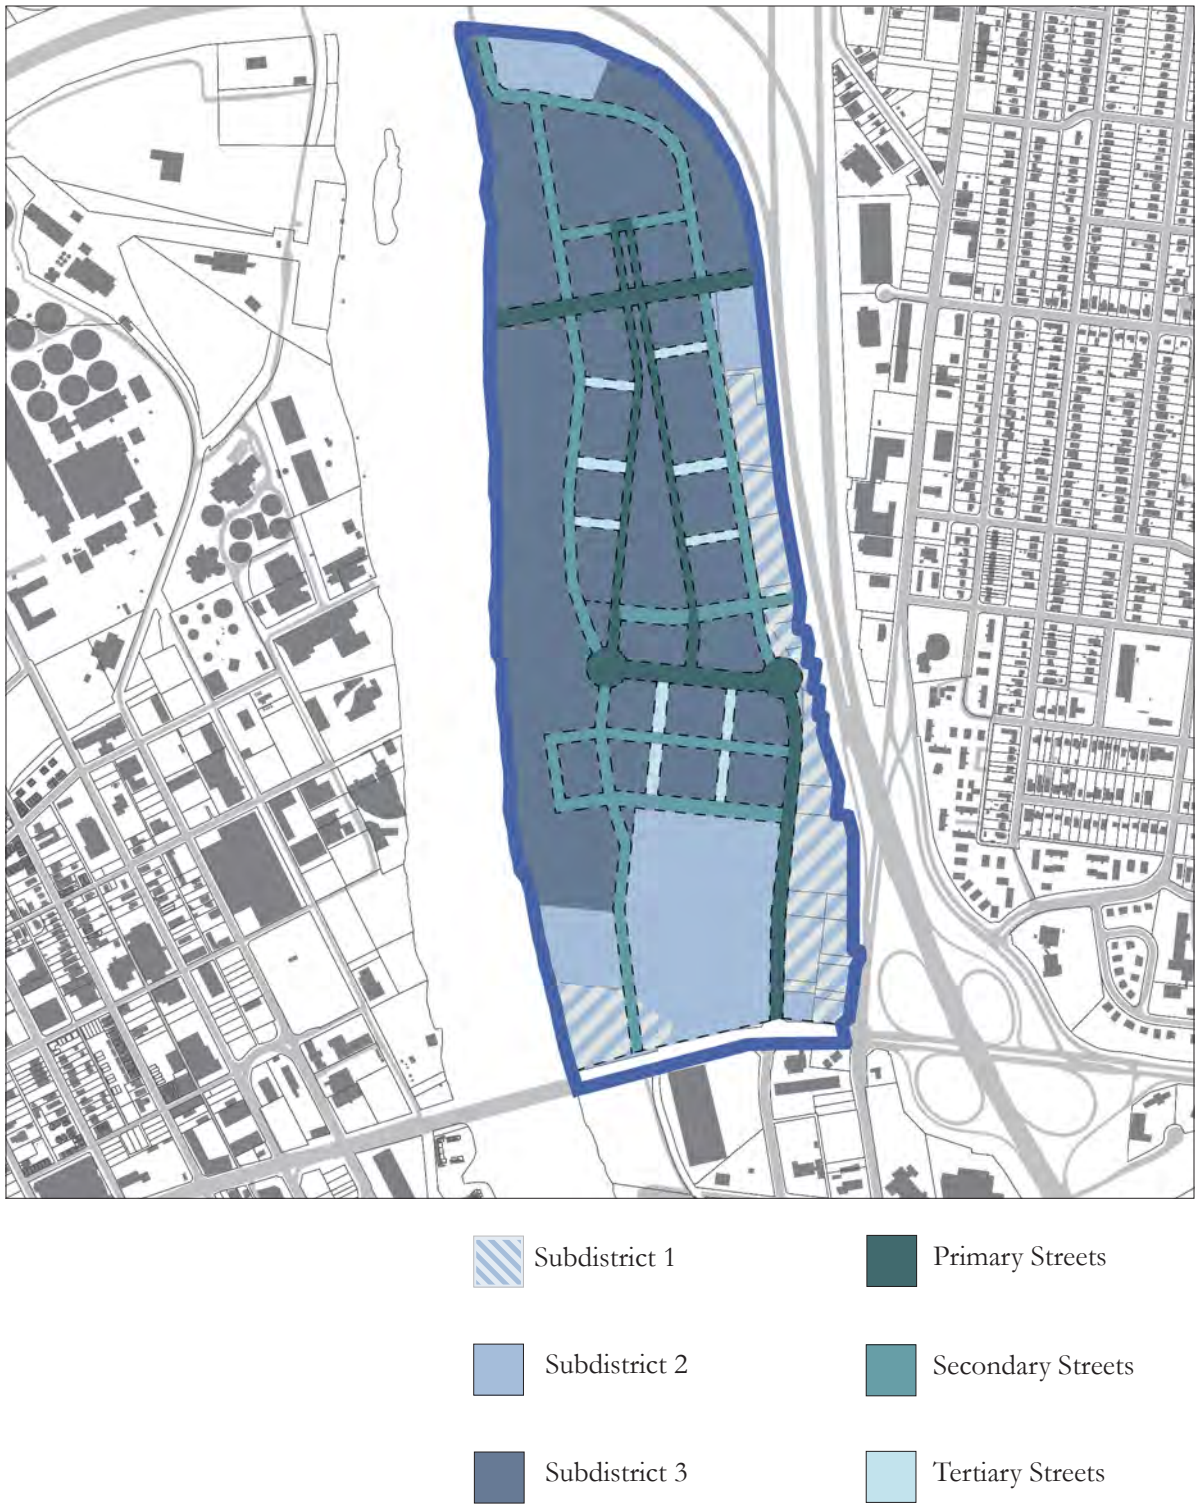 Subdistrict 1
Primary Streets
Subdistrict 2
Secondary Streets
Subdistrict 3
Tertiary Streets